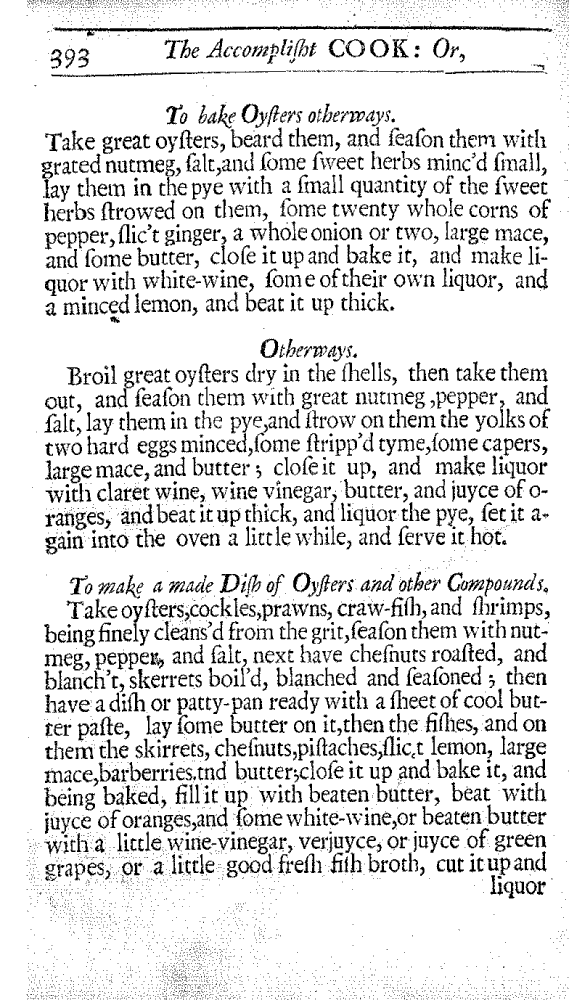 393 The Accompliſht COOK: Or,
To bake Oyſters otherways.
Take great oyſters, beard them, and ſeaſon them with
grated nutmeg, ſalt,and ſome ſweet herbs minc'd ſmall,
lay them in the pye with a ſmall quantity of the ſweet
herbs ſtrowed on them, ſome twenty whole corns of
pepper, ſlic't ginger, a whole onion or two, large mace,
and ſome butter, cloſe it up and bake it, and make li-
quor with white-wine, ſome of their own liquor, and
a minced lemon, and beat it up thick.
Otherways.
Broil great oyſters dry in the ſhells, then take them
out, and ſeaſon them with great nutmeg ,pepper, and
ſalt, lay them in the pye,and ſtrow on them the yolks of
two hard eggs minced,ſome ſtripp'd tyme,ſome capers,
large mace, and butter ; cloſe it up, and make liquor
with claret wine, wine vinegar, butter, and juyce of o-
ranges, and beat it up thick, and liquor the pye, ſet it a-
gain into the oven a little while, and ſerve it hot.
To make a made Diſh of Oyſters and other Compounds.
Take oyſters,cockles,prawns, craw-fiſh, and ſhrimps,
being finely cleans'd from the grit,ſeaſon them with nut-
meg, pepper, and ſalt, next have cheſnuts roaſted, and
blanch't, skerrets boil'd, blanched and ſeaſoned ; then
have a diſh or patty-pan ready with a ſheet of cool but-
ter paſte, lay ſome butter on it,then the fiſhes, and on
them the skirrets, cheſnuts,piſtaches,ſlic,t lemon, large
mace,barberries,tnd butter;cloſe it up and bake it, and
being baked, fill it up with beaten butter, beat with
juyce of oranges,and ſome white-wine,or beaten butter
with a little wine-vinegar, verjuyce, or juyce of green
grapes, or a little good freſh fiſh broth, cut it up and
liquor